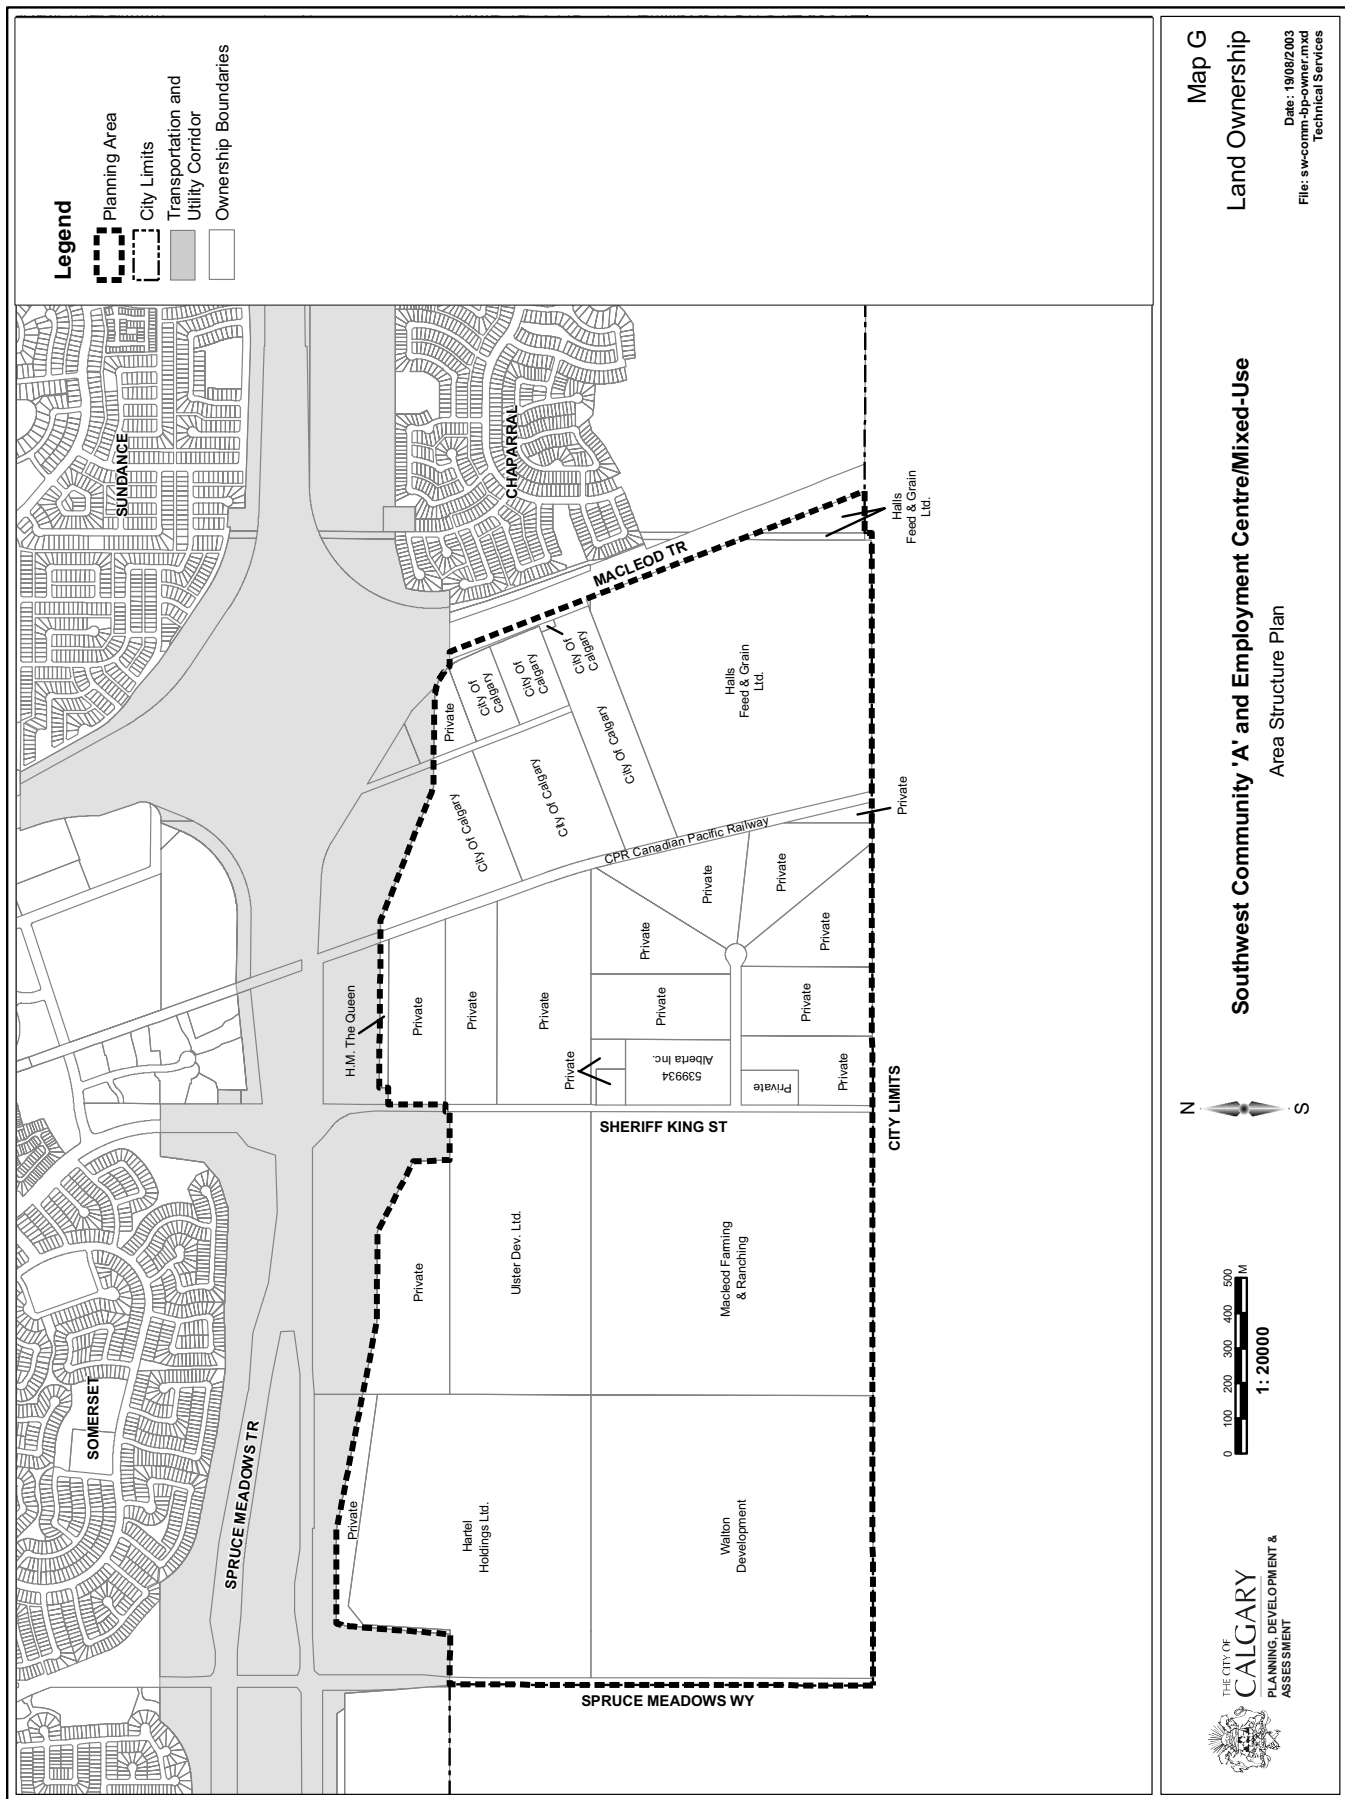 Legend
Planning Area
City Limits
Transportation and
Utility Corridor
Ownership Boundaries
SUNDANCE
CHAPARRAL
SOMERSET
SPRUCE MEADOWS TR
MACLEOD TR
H.M. The Queen
Private
Private
Hartel
Holdings Ltd.
Private
Ulster Dev. Ltd.
Private
Private
Private
Private
City Of Calgary
City Of Calgary
City Of Calgary
Private
City Of
Calgary
City Of
Calgary
City Of
Calgary
CPR Canadian Pacific Railway
Walton
Development
Macleod Farming
& Ranching
539934
Alberta Inc.
Private
Private
Private
Private
Private
Private
Private
Private
Halls
Feed & Grain
Ltd.
Halls
Feed & Grain
Ltd.
Private
SHERIFF KING ST
SPRUCE MEADOWS WY
CITY LIMITS
THE CITY OF
CALGARY
PLANNING, DEVELOPMENT &
ASSESSMENT
0 100 200 300 400 500
M
1: 20000
N
S
Southwest Community 'A' and Employment Centre/Mixed-Use
Area Structure Plan
Map G
Land Ownership
Date: 19/08/2003
File: sw-comm-bp-owner.mxd
Technical Services